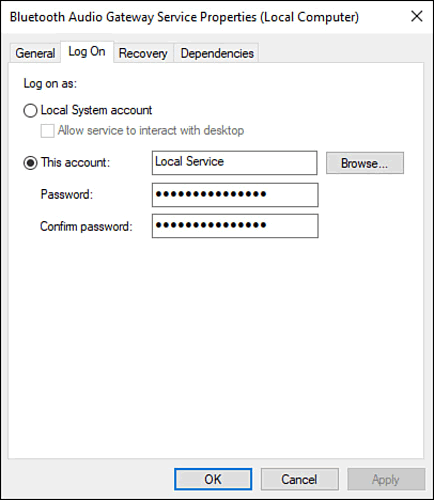 Bluetooth Audio Gateway Service Properties (Local Computer)
General Log On Recovery Dependencies
Log on as:
Local System account
Allow service to interact with desktop
This account: Local Service Browse...
Password: •••••••••••••••
Confirm password: •••••••••••••••
OK Cancel Apply